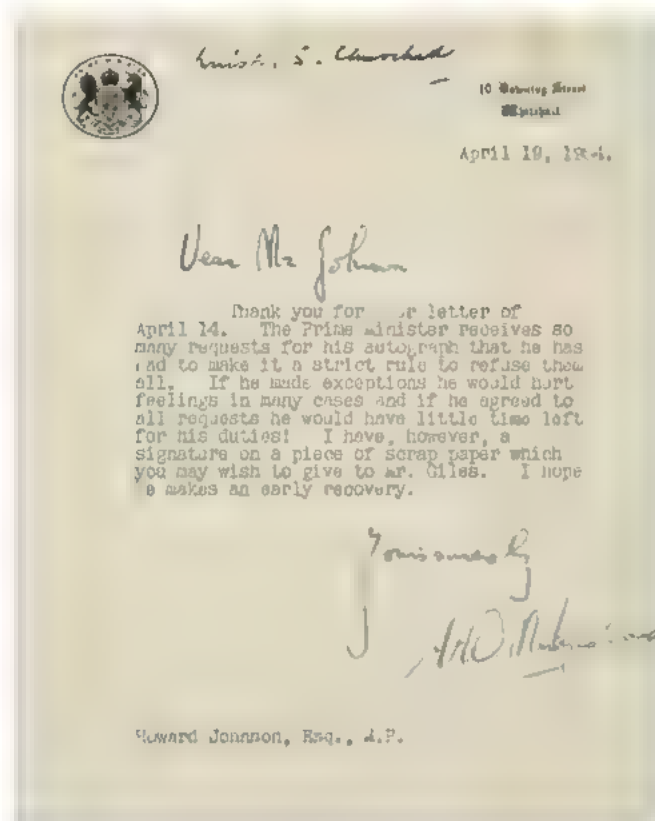 S. Churchill
10 Downing Street
Whitehall
April 19,
Dear Mr Johnson
Thank you for letter of
April 14. The Prime Minister receives so
many requests for his autograph that he has
had to make it a strict rule to refuse them
all. If he made exceptions he would hurt
feelings in many cases and if he agreed to
all requests he would have little time left
for his duties! I have, however, a
signature on a piece of scrap paper which
you may wish to give to Mr. Giles. I hope
he makes an early recovery.
Yours sincerely
Howard Johnson, Esq., M.P.